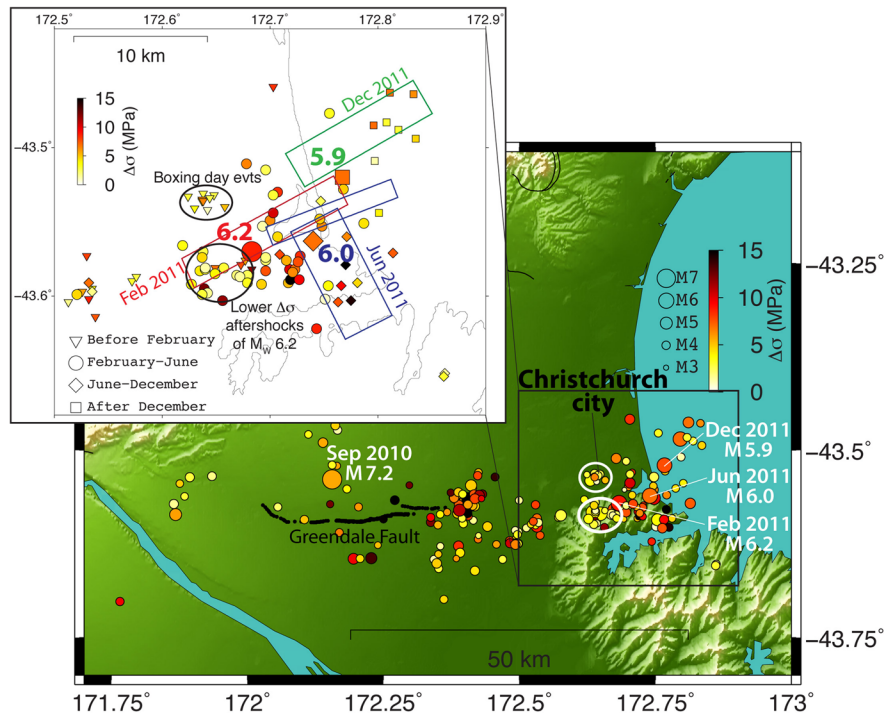 172.5˚ 172.6˚ 172.7˚ 172.8˚ 172.9˚
10 km
15
10
5
0
Δσ (MPa)
−43.5˚
−43.6˚
Dec 2011
5.9
Boxing day evts
6.2
6.0
Feb 2011
Jun 2011
Lower Δσ
aftershocks
of Mw 6.2
Before February
February−June
June−December
After December
M7
M6
M5
M4
M3
15
10
5
0
Δσ (MPa)
Christchurch
city
Sep 2010
M7.2
Greendale Fault
Dec 2011
M5.9
Jun 2011
M6.0
Feb 2011
M6.2
50 km
−43.25˚
−43.5˚
−43.75˚
171.75˚ 172˚ 172.25˚ 172.5˚ 172.75˚ 173˚